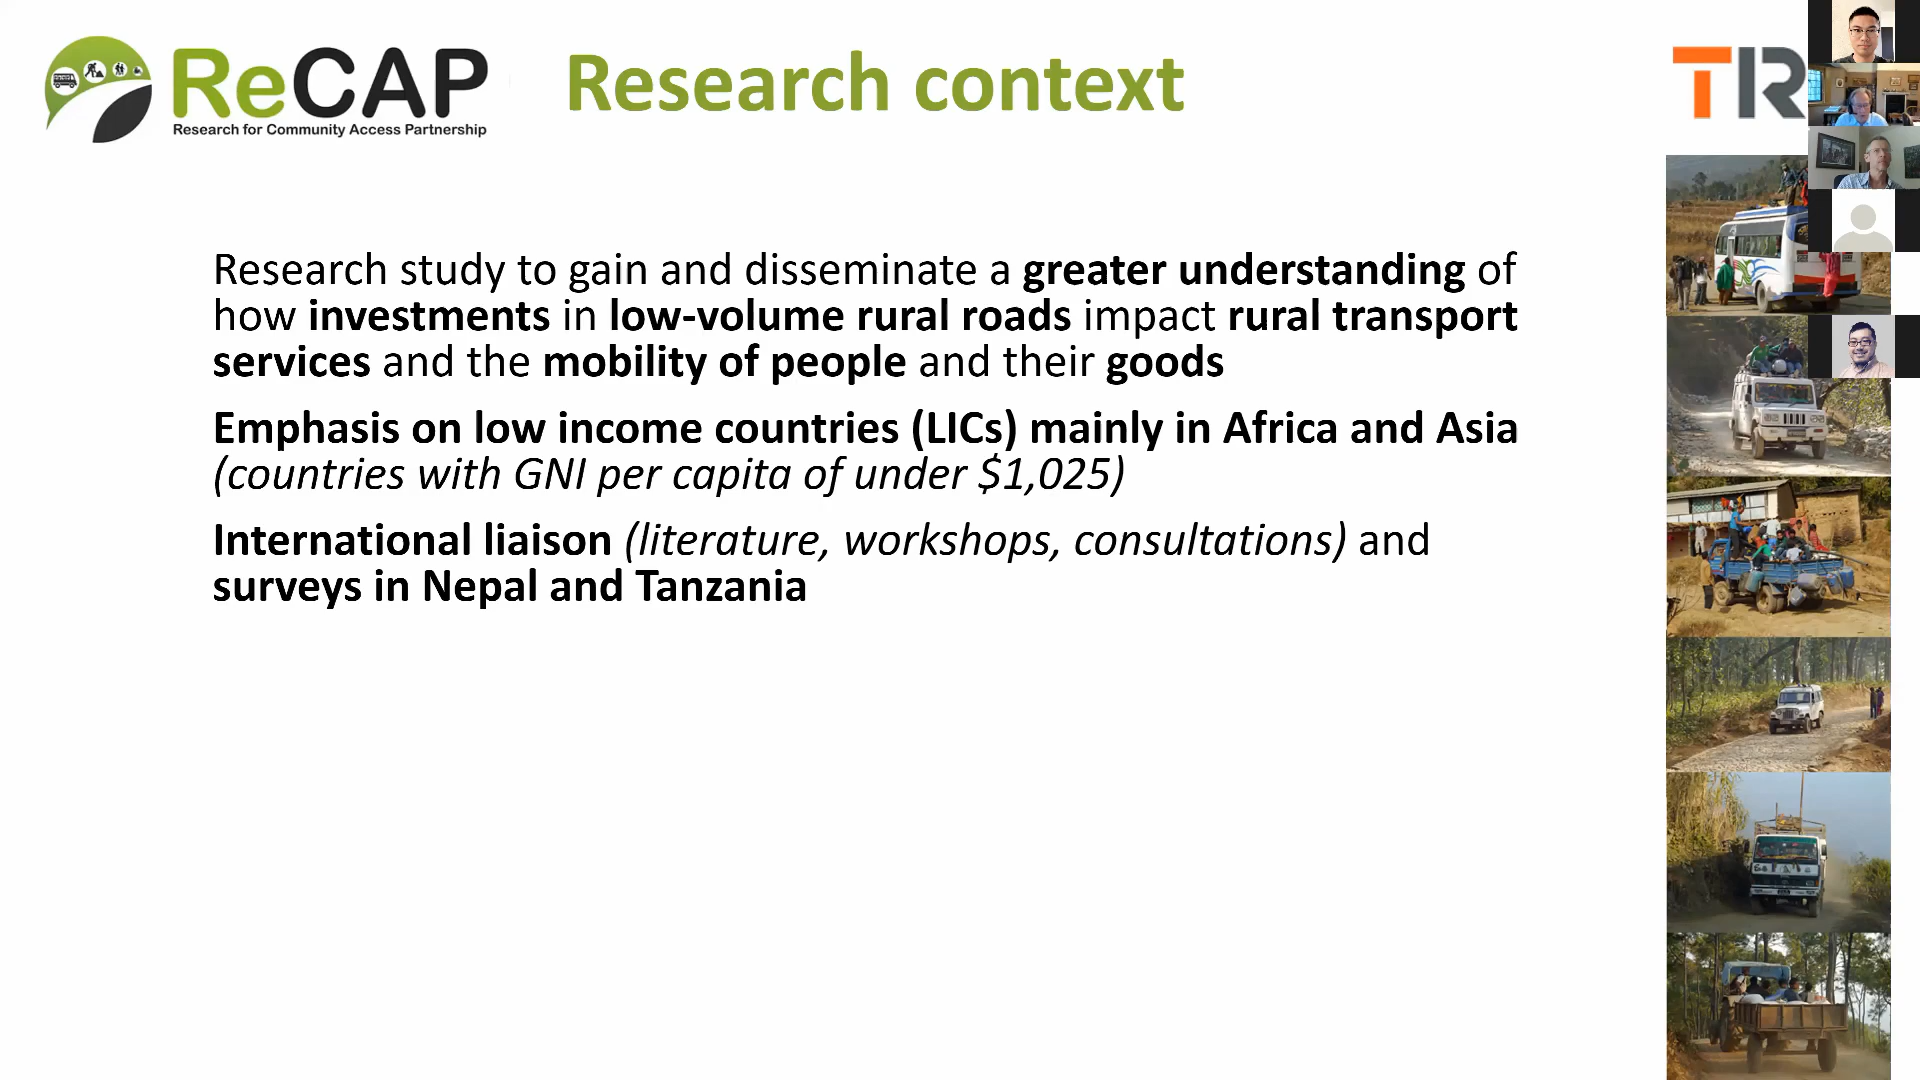 ReCAP
Research for Community Access Partnership
Research context
TR
Research study to gain and disseminate a greater understanding of
how investments in low-volume rural roads impact rural transport
services and the mobility of people and their goods
Emphasis on low income countries (LICs) mainly in Africa and Asia
(countries with GNI per capita of under $1,025)
International liaison (literature, workshops, consultations) and
surveys in Nepal and Tanzania